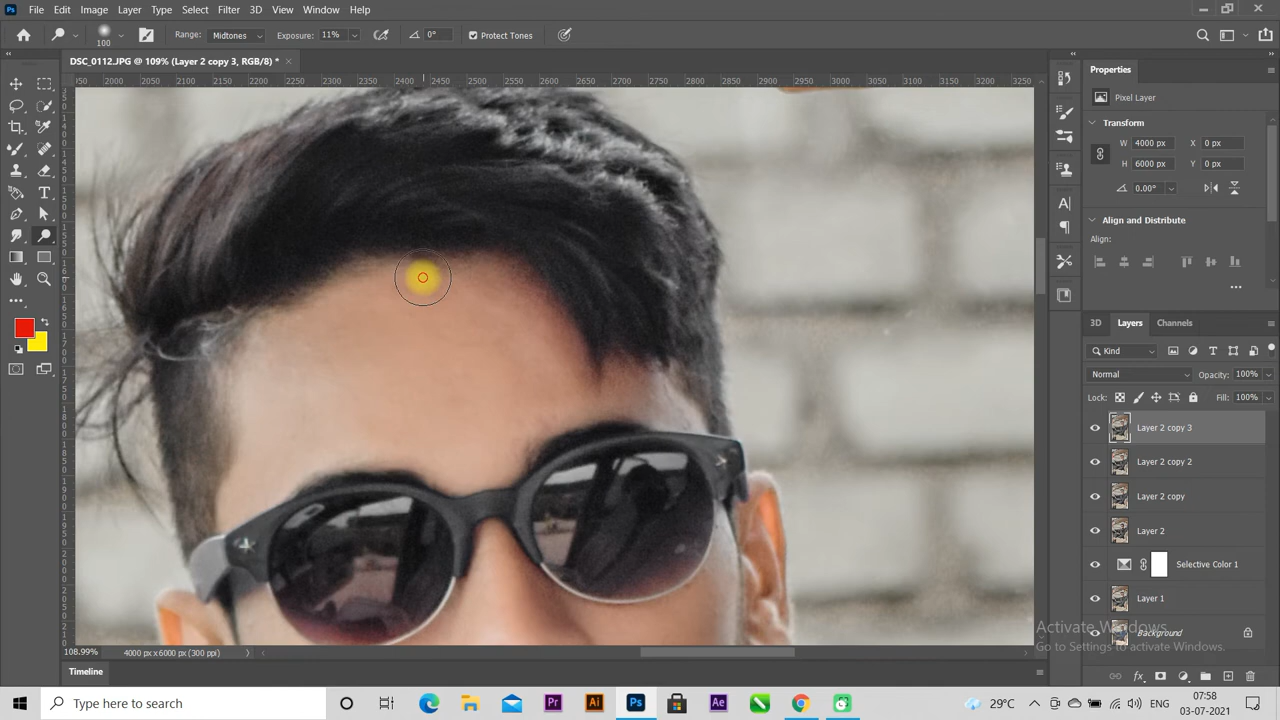 File Edit Image Layer Type Select Filter 3D View Window Help
100 Range: Midtones Exposure: 11% 0° Protect Tones
DSC_0112.JPG @ 109% (Layer 2 copy 3, RGB/8) *
2000 2050 2100 2150 2200 2250 2300 2350 2400 2450 2500 2550 2600 2650 2700 2750 2800 2850 2900 2950 3000 3050 3100 3150 3200 3250
Properties
Pixel Layer
Transform
W 4000 px X 0 px
H 6000 px Y 0 px
0.00°
Align and Distribute
Align:
3D Layers Channels
Kind
Normal Opacity: 100%
Lock: Fill: 100%
Layer 2 copy 3
Layer 2 copy 2
Layer 2 copy
Layer 2
Selective Color 1
Layer 1
Background
Activate Windows
Go to Settings to activate Windows.
108.99% 4000 px x 6000 px (300 ppi)
Timeline
Type here to search
Pr Ai Ps Ae
29°C ENG 07:58
03-07-2021